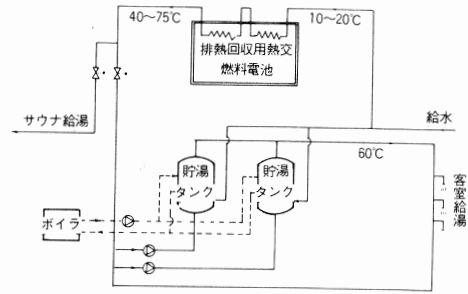 40～75℃
10～20℃
排熱回収用熱交
燃料電池
サウナ給湯
給水
60℃
貯湯
タンク
貯湯
タンク
客室給湯
ボイラ